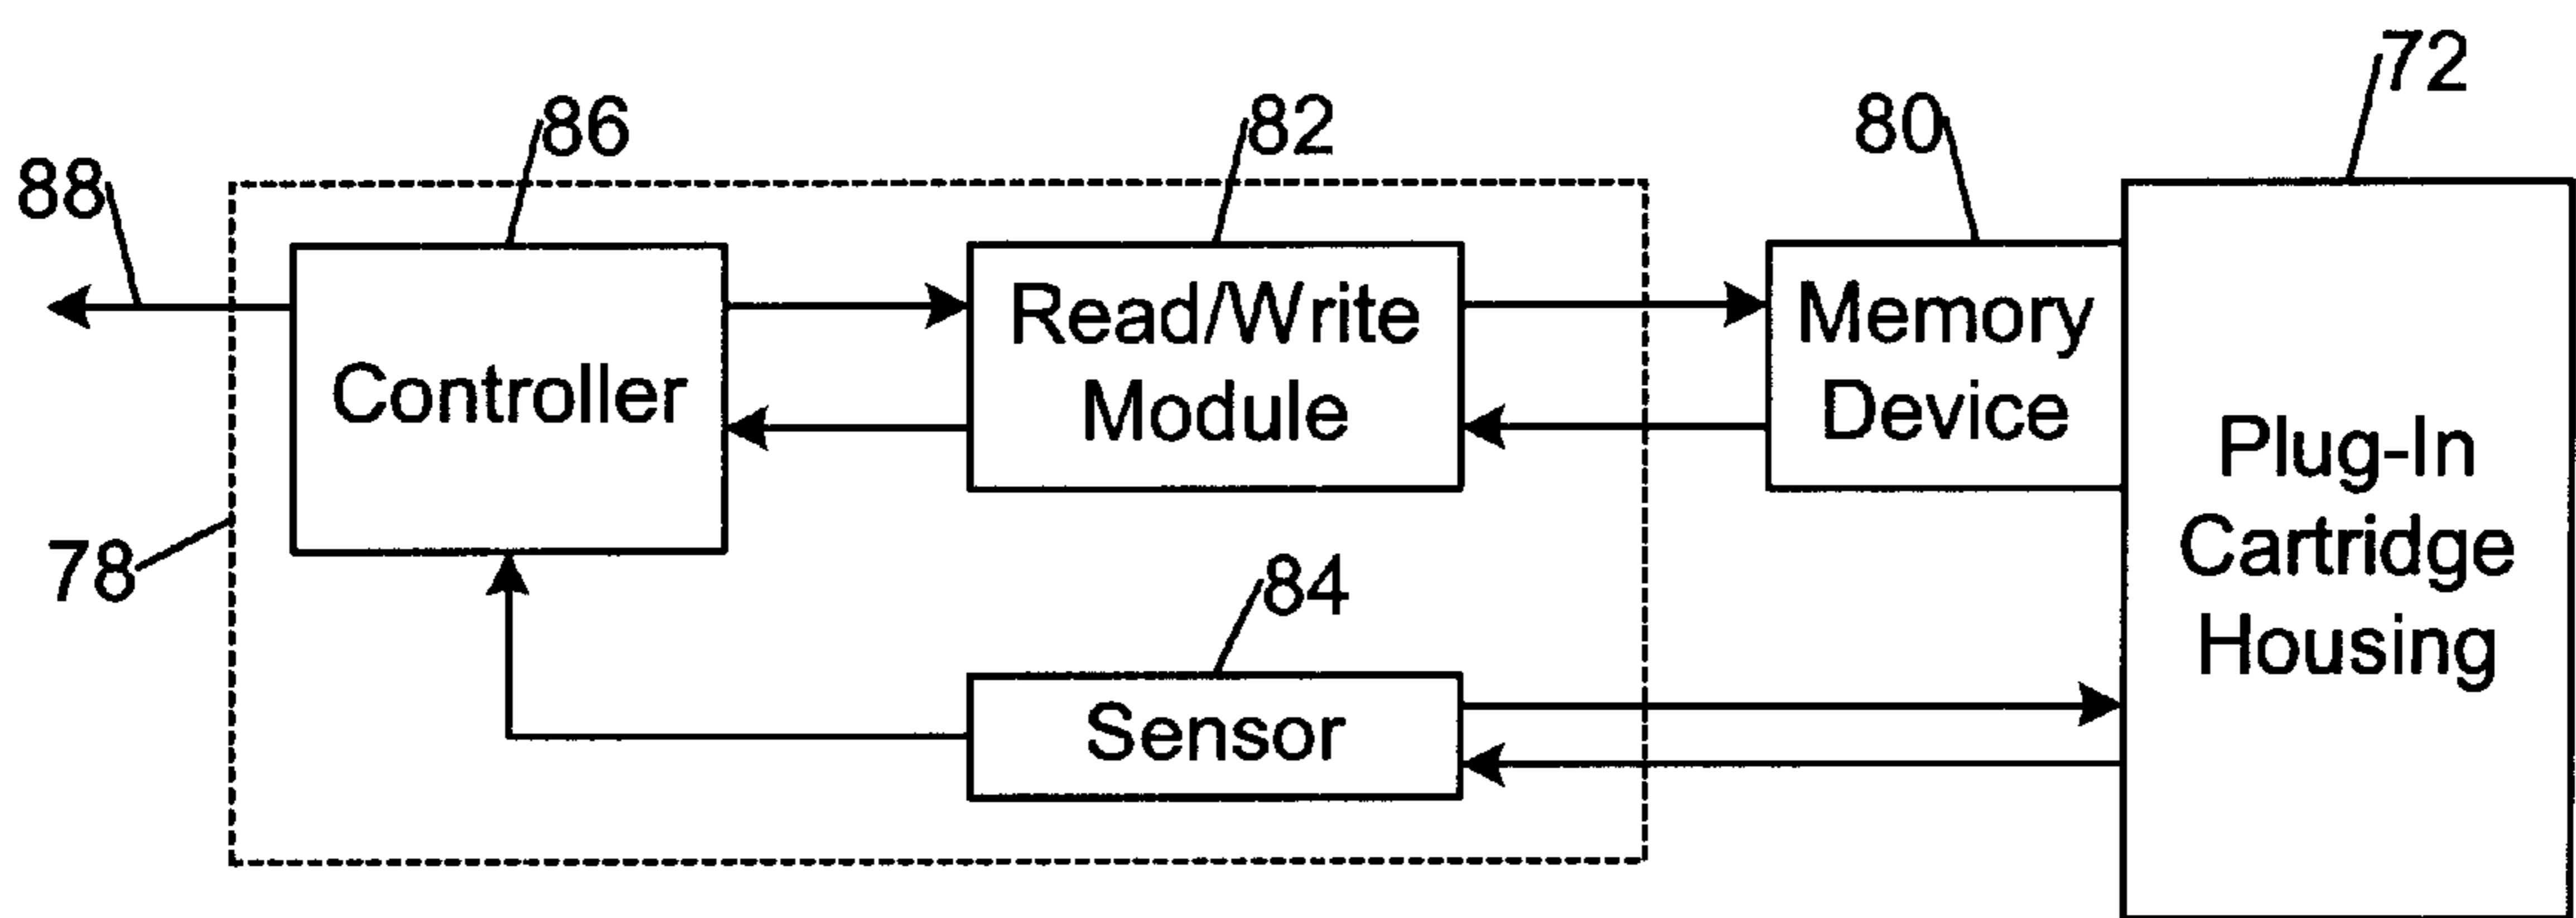 72
86
82
80
88
Controller
Read/Write
Module
Memory
Device
Plug-In
Cartridge
Housing
78
84
Sensor